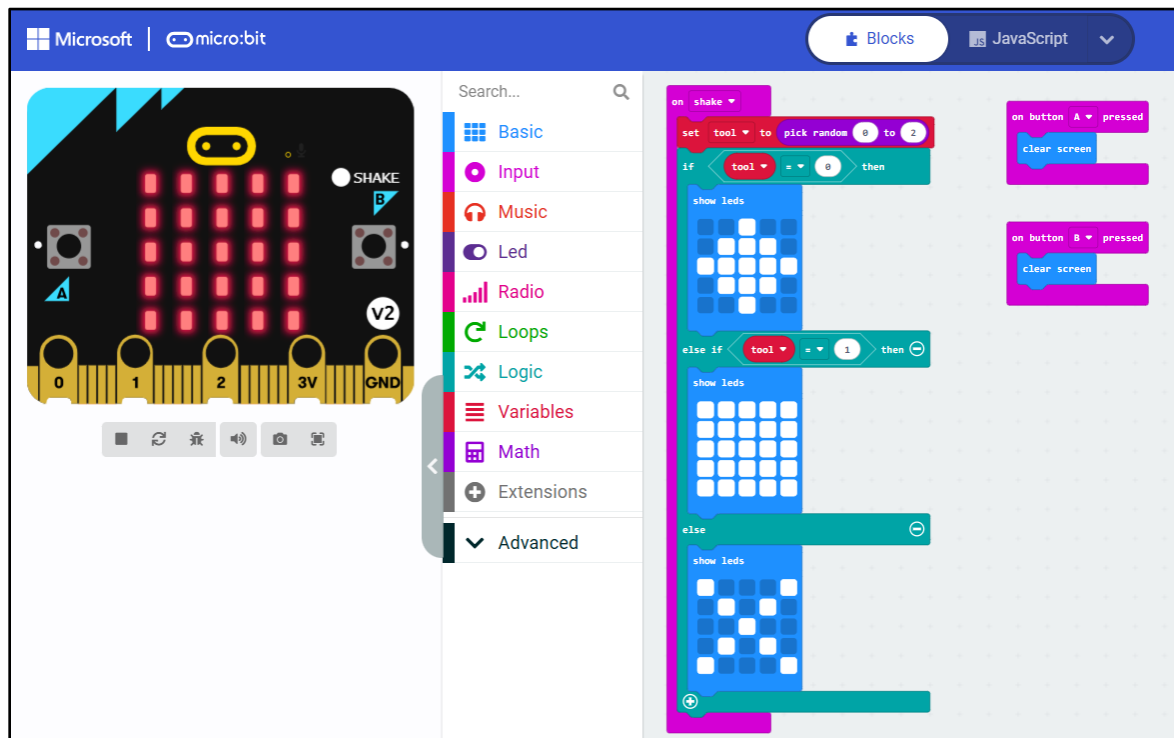 Microsoft micro:bit
Blocks
JS JavaScript
SHAKE
B
A
V2
0 1 2 3V GND
Search...
Basic
Input
Music
Led
Radio
Loops
Logic
Variables
Math
Extensions
Advanced
on shake
set tool to pick random 0 to 2
if tool = 0 then
show leds
else if tool = 1 then
show leds
else
show leds
on button A pressed
clear screen
on button B pressed
clear screen